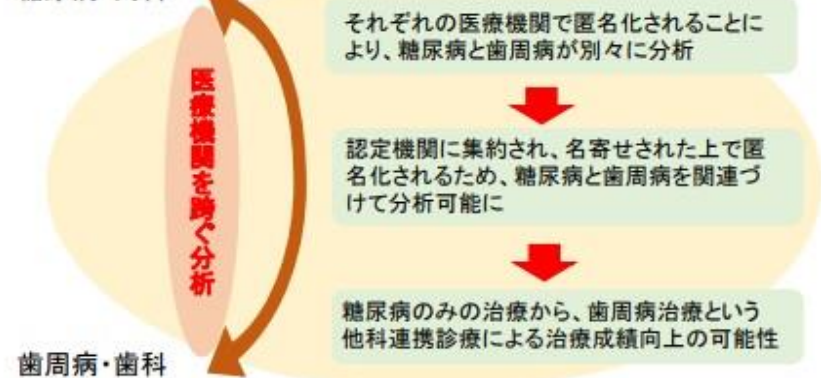 それぞれの医療機関で匿名化されることに
より、糖尿病と歯周病が別々に分析
医療機関を跨ぐ分析
認定機関に集約され、名寄せされた上で匿
名化されるため、糖尿病と歯周病を関連づ
けて分析可能に
糖尿病のみの治療から、歯周病治療という
他科連携診療による治療成績向上の可能性
歯周病・歯科